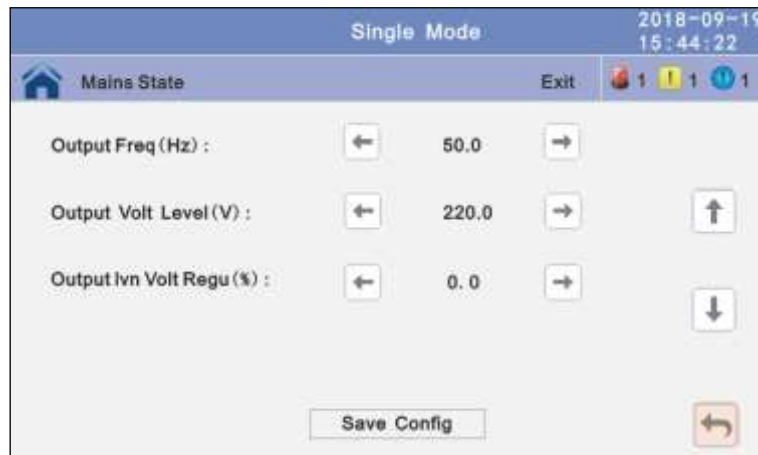 Single Mode
2018-09-19
15:44:22
Mains State
Exit
1
1
1
Output Freq(Hz) :
50.0
Output Volt Level(V) :
220.0
Output lvn Volt Regu(%) :
0. 0
Save Config